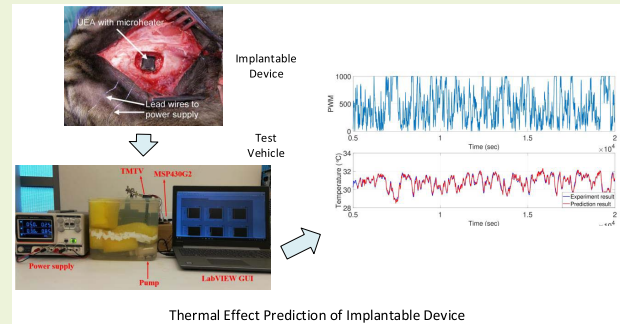 UEA with microheater
Lead wires to
power supply
Implantable
Device
Test
Vehicle
TMTV
MSP430G2
Power supply
Pump
LabVIEW GUI
PWM
1000
500
0
0.5
1
1.5
2
Time (sec)
×10⁴
Temperature (°C)
34
32
30
28
Experiment result
Prediction result
0.5
1
1.5
2
Time (sec)
×10⁴
Thermal Effect Prediction of Implantable Device